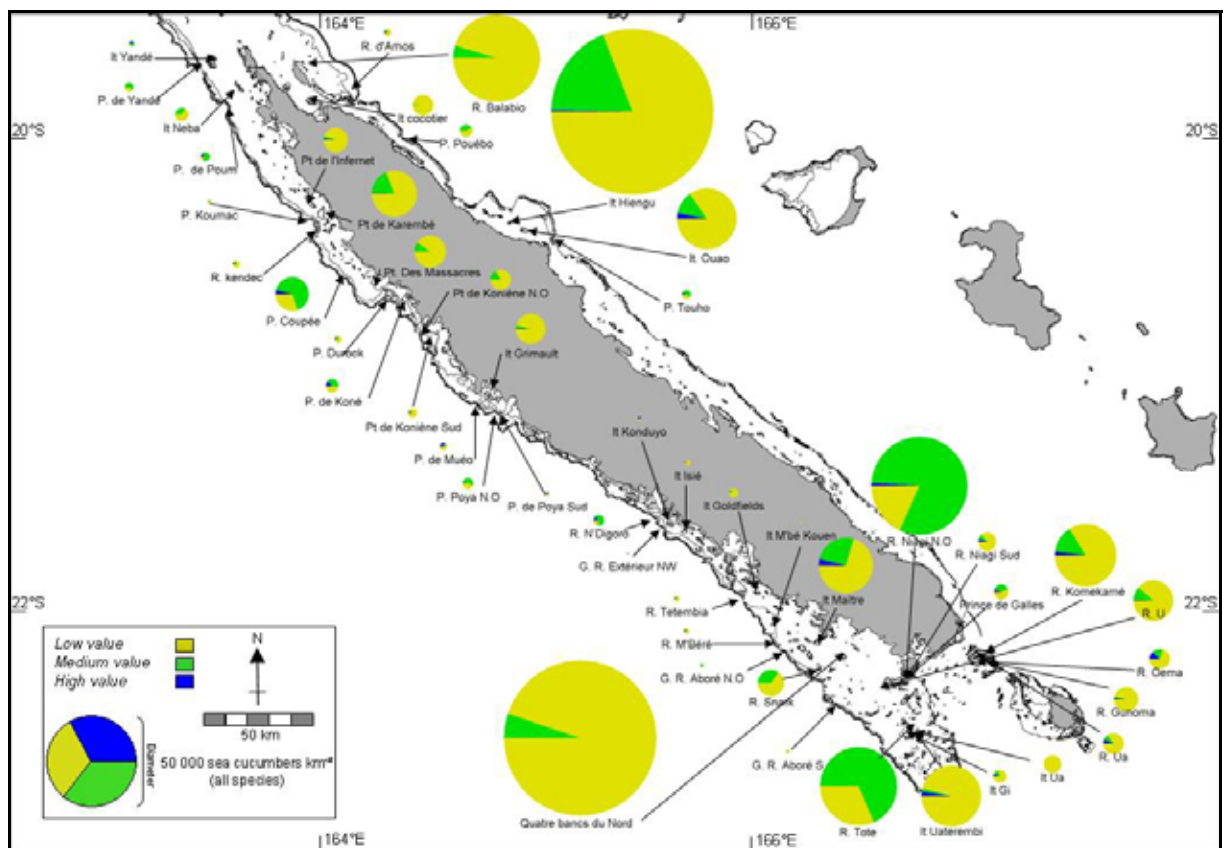 164°E
166°E
R. d'Amos
It Yandé
P. de Yandé
R. Balabio
It cocotier
It Neba
20°S
20°S
P. Pouébo
P. de Poum
Pt de l'Infernet
It Hiengu
P. Koumac
Pt de Karembé
It. Ouao
R. kendec
Pt. Des Massacres
Pt de Koniène N.O
P. Touho
P. Coupée
P. Durock
It Grimault
P. de Koné
Pt de Koniène Sud
It Konduyo
P. de Muéo
It Isié
P. Poya N.O
P. de Poya Sud
It Goldfields
R. N'Digoro
It M'bé Kouen
R. Niagi N.O
R. Niagi Sud
G. R. Extérieur NW
R. Komekamé
It Maître
Prince de Galles
22°S
22°S
R. Tetembia
R. U
R. M'Béré
R. Gema
G. R. Aboré N.O
R. Snark
R. Gunoma
R. Ua
G. R. Aboré S.
It Ua
It Gi
Quatre bancs du Nord
R. Tote
It Uaterembi
Low value
Medium value
High value
N
50 km
Diameter
50 000 sea cucumbers km⁻²
(all species)
164°E
166°E